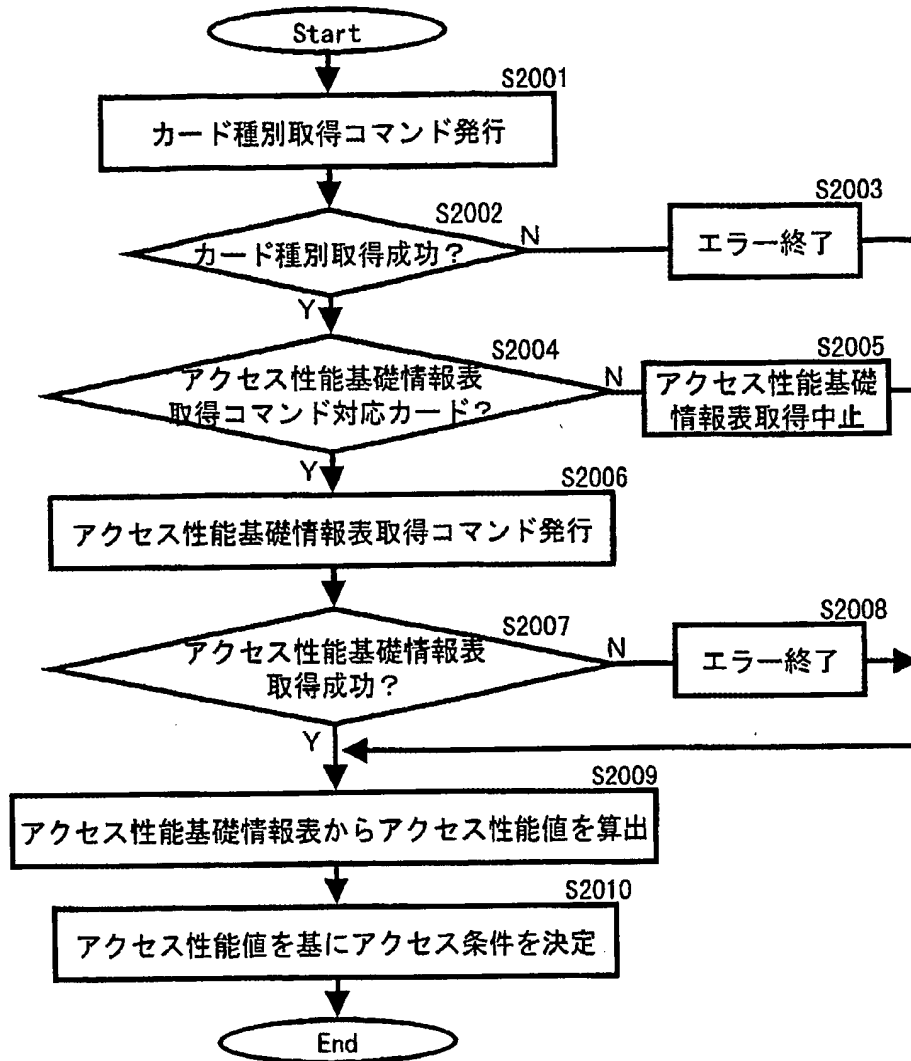 Start
S2001
カード種別取得コマンド発行
S2002
カード種別取得成功？
N
S2003
エラー終了
Y
S2004
アクセス性能基礎情報表
取得コマンド対応カード？
N
S2005
アクセス性能基礎
情報表取得中止
Y
S2006
アクセス性能基礎情報表取得コマンド発行
S2007
アクセス性能基礎情報表
取得成功？
N
S2008
エラー終了
Y
S2009
アクセス性能基礎情報表からアクセス性能値を算出
S2010
アクセス性能値を基にアクセス条件を決定
End